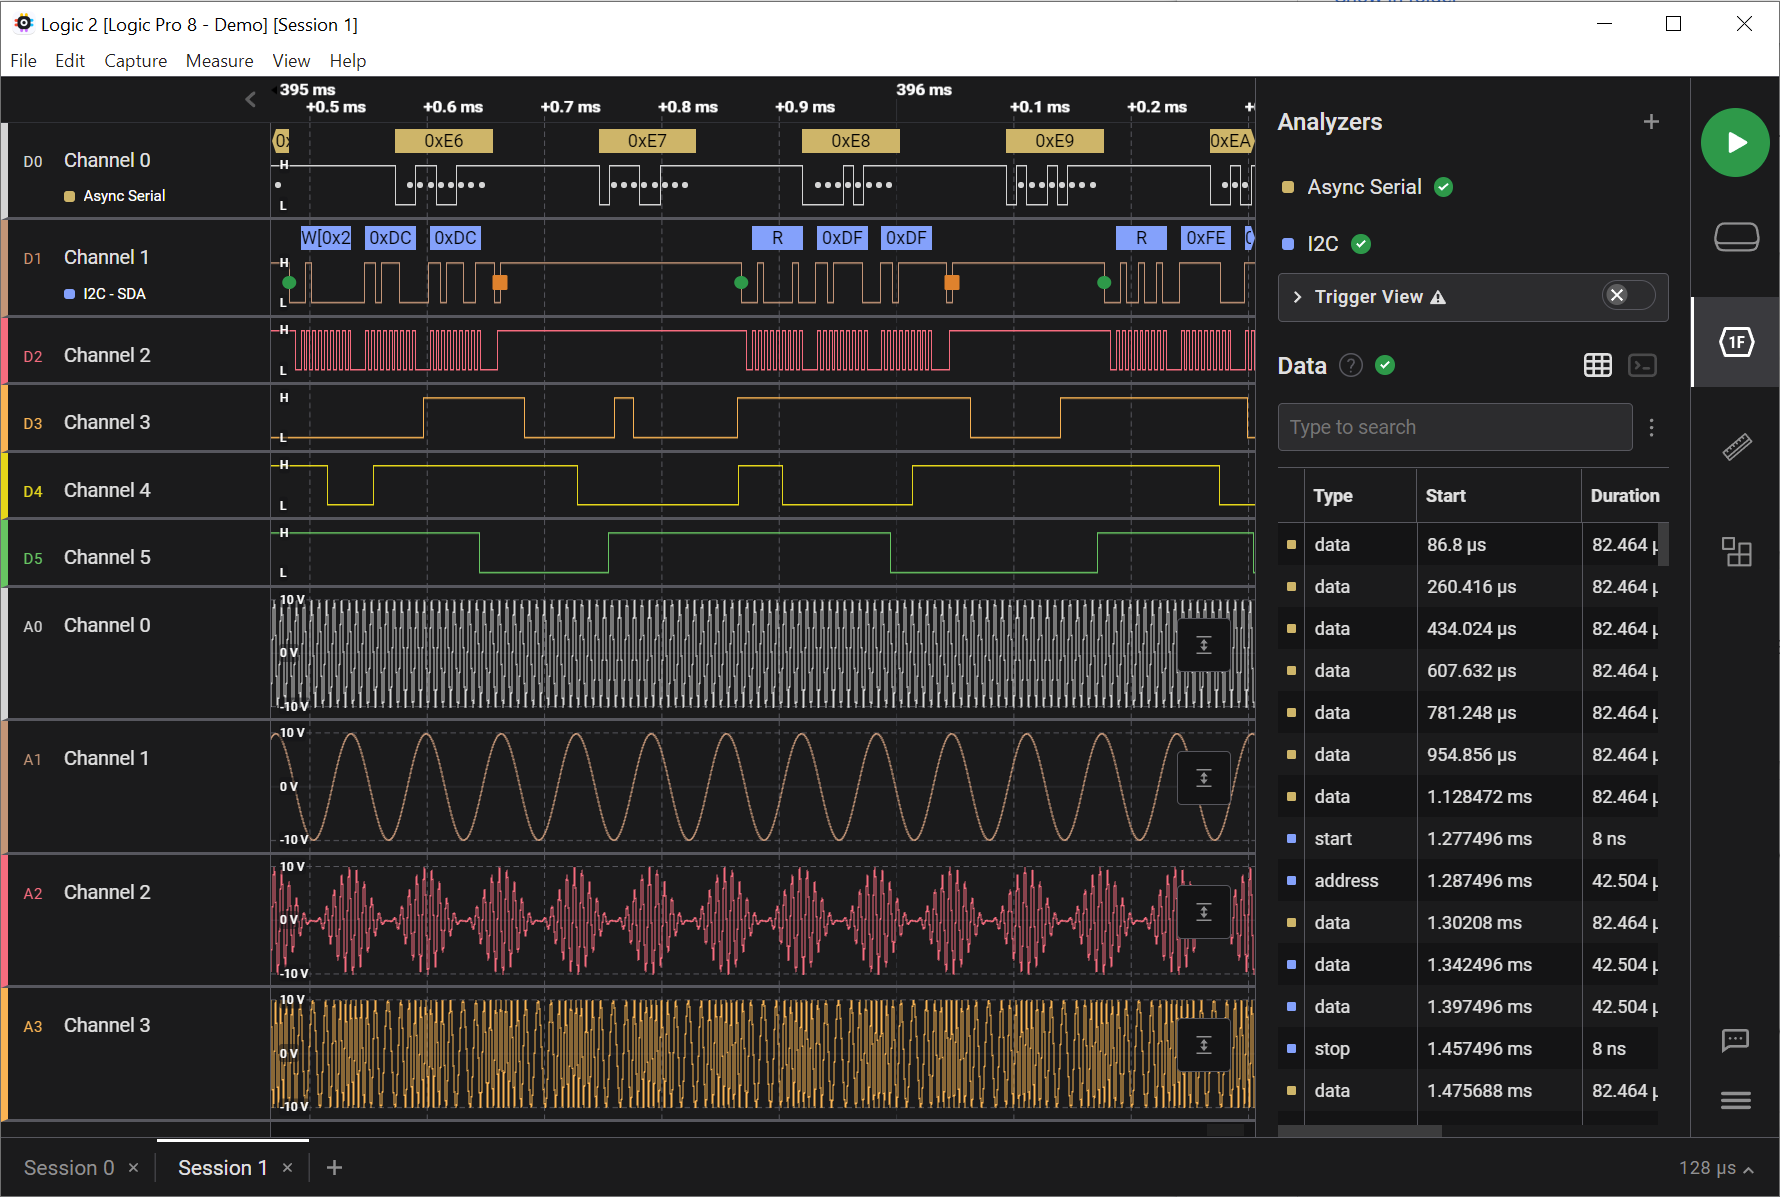 Logic 2 [Logic Pro 8 - Demo] [Session 1]
File Edit Capture Measure View Help
395 ms 396 ms
+0.5 ms +0.6 ms +0.7 ms +0.8 ms +0.9 ms +0.1 ms +0.2 ms
D0 Channel 0
Async Serial
0xE6 0xE7 0xE8 0xE9 0xEA
H
L
D1 Channel 1
I2C - SDA
W[0x2 0xDC 0xDC R 0xDF 0xDF R 0xFE
H
L
D2 Channel 2
H
L
D3 Channel 3
H
L
D4 Channel 4
H
L
D5 Channel 5
H
L
A0 Channel 0
10 V
0 V
-10 V
A1 Channel 1
10 V
0 V
-10 V
A2 Channel 2
10 V
0 V
-10 V
A3 Channel 3
10 V
0 V
-10 V
Analyzers
Async Serial
I2C
Trigger View
Data
Type to search
Type Start Duration
data 86.8 μs 82.464 μ
data 260.416 μs 82.464 μ
data 434.024 μs 82.464 μ
data 607.632 μs 82.464 μ
data 781.248 μs 82.464 μ
data 954.856 μs 82.464 μ
data 1.128472 ms 82.464 μ
start 1.277496 ms 8 ns
address 1.287496 ms 42.504 μ
data 1.30208 ms 82.464 μ
data 1.342496 ms 42.504 μ
data 1.397496 ms 42.504 μ
stop 1.457496 ms 8 ns
data 1.475688 ms 82.464 μ
1F
Session 0 Session 1
128 μs